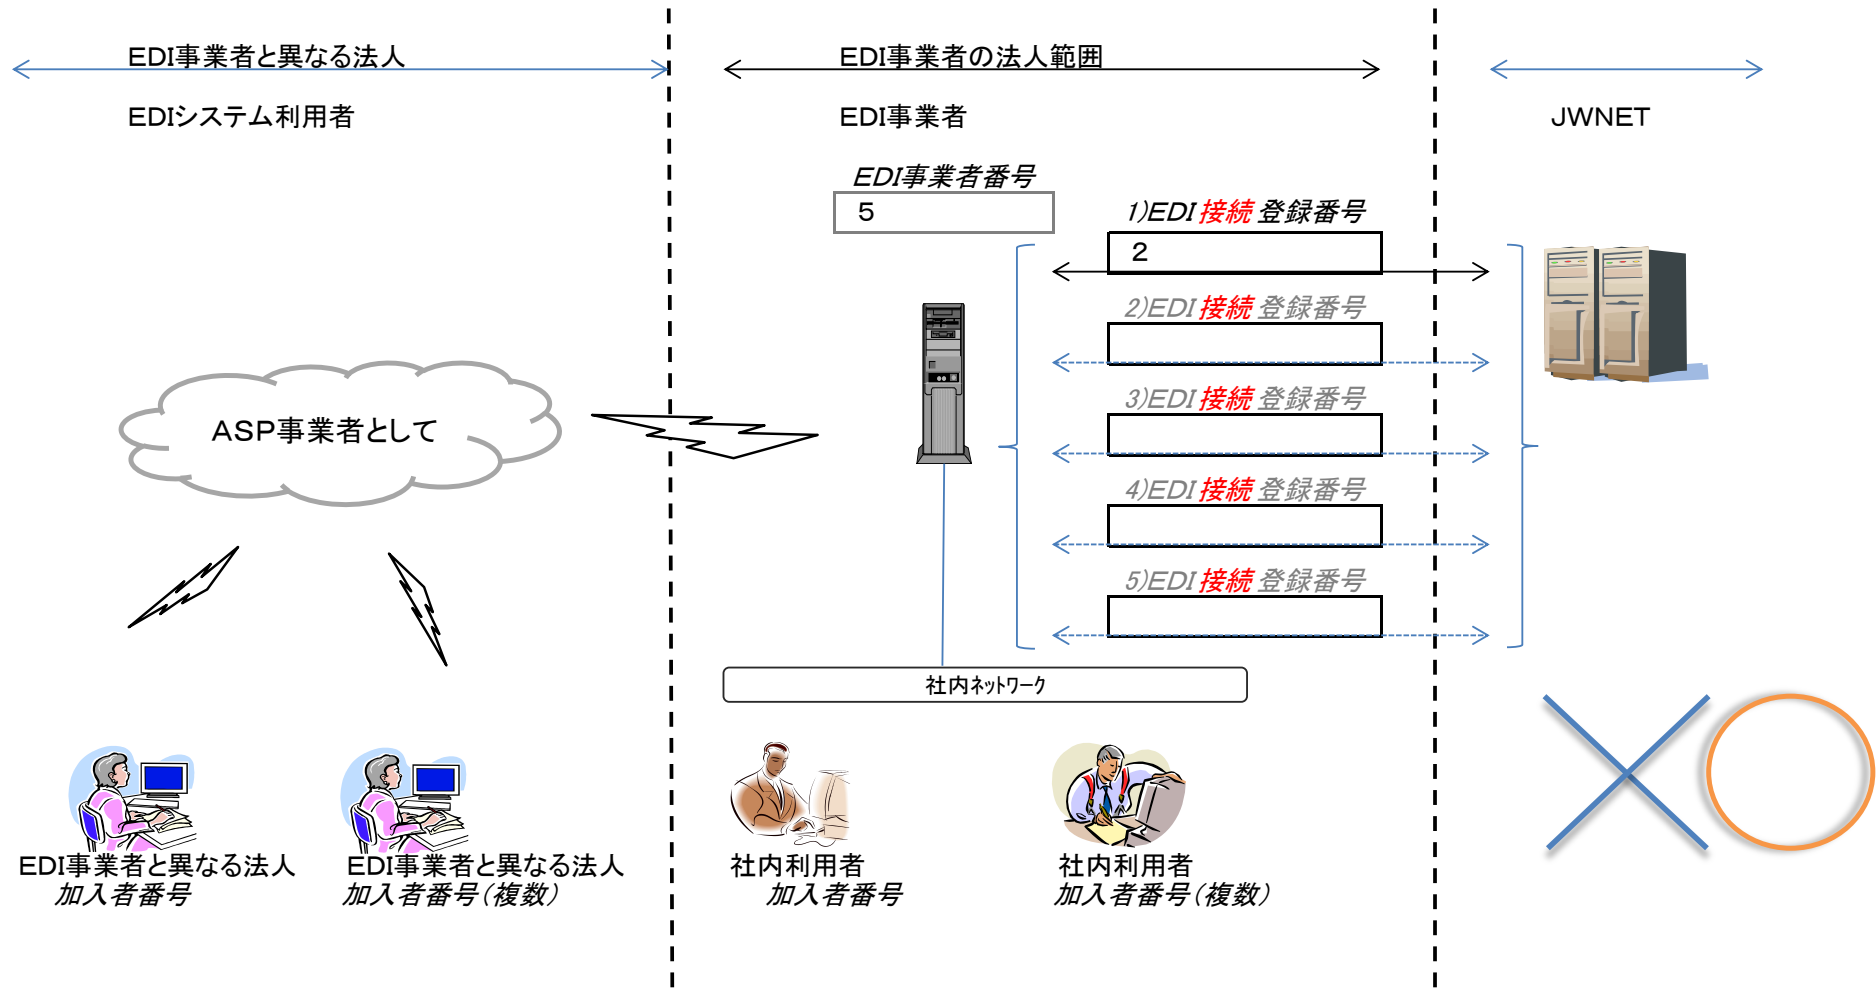 EDI事業者と異なる法人
EDI事業者の法人範囲
EDIシステム利用者
EDI事業者
JWNET
EDI事業者番号
5
1)EDI接続登録番号
2
2)EDI接続登録番号
3)EDI接続登録番号
ASP事業者として
4)EDI接続登録番号
5)EDI接続登録番号
社内ネットワーク
EDI事業者と異なる法人
加入者番号
EDI事業者と異なる法人
加入者番号(複数)
社内利用者
加入者番号
社内利用者
加入者番号(複数)